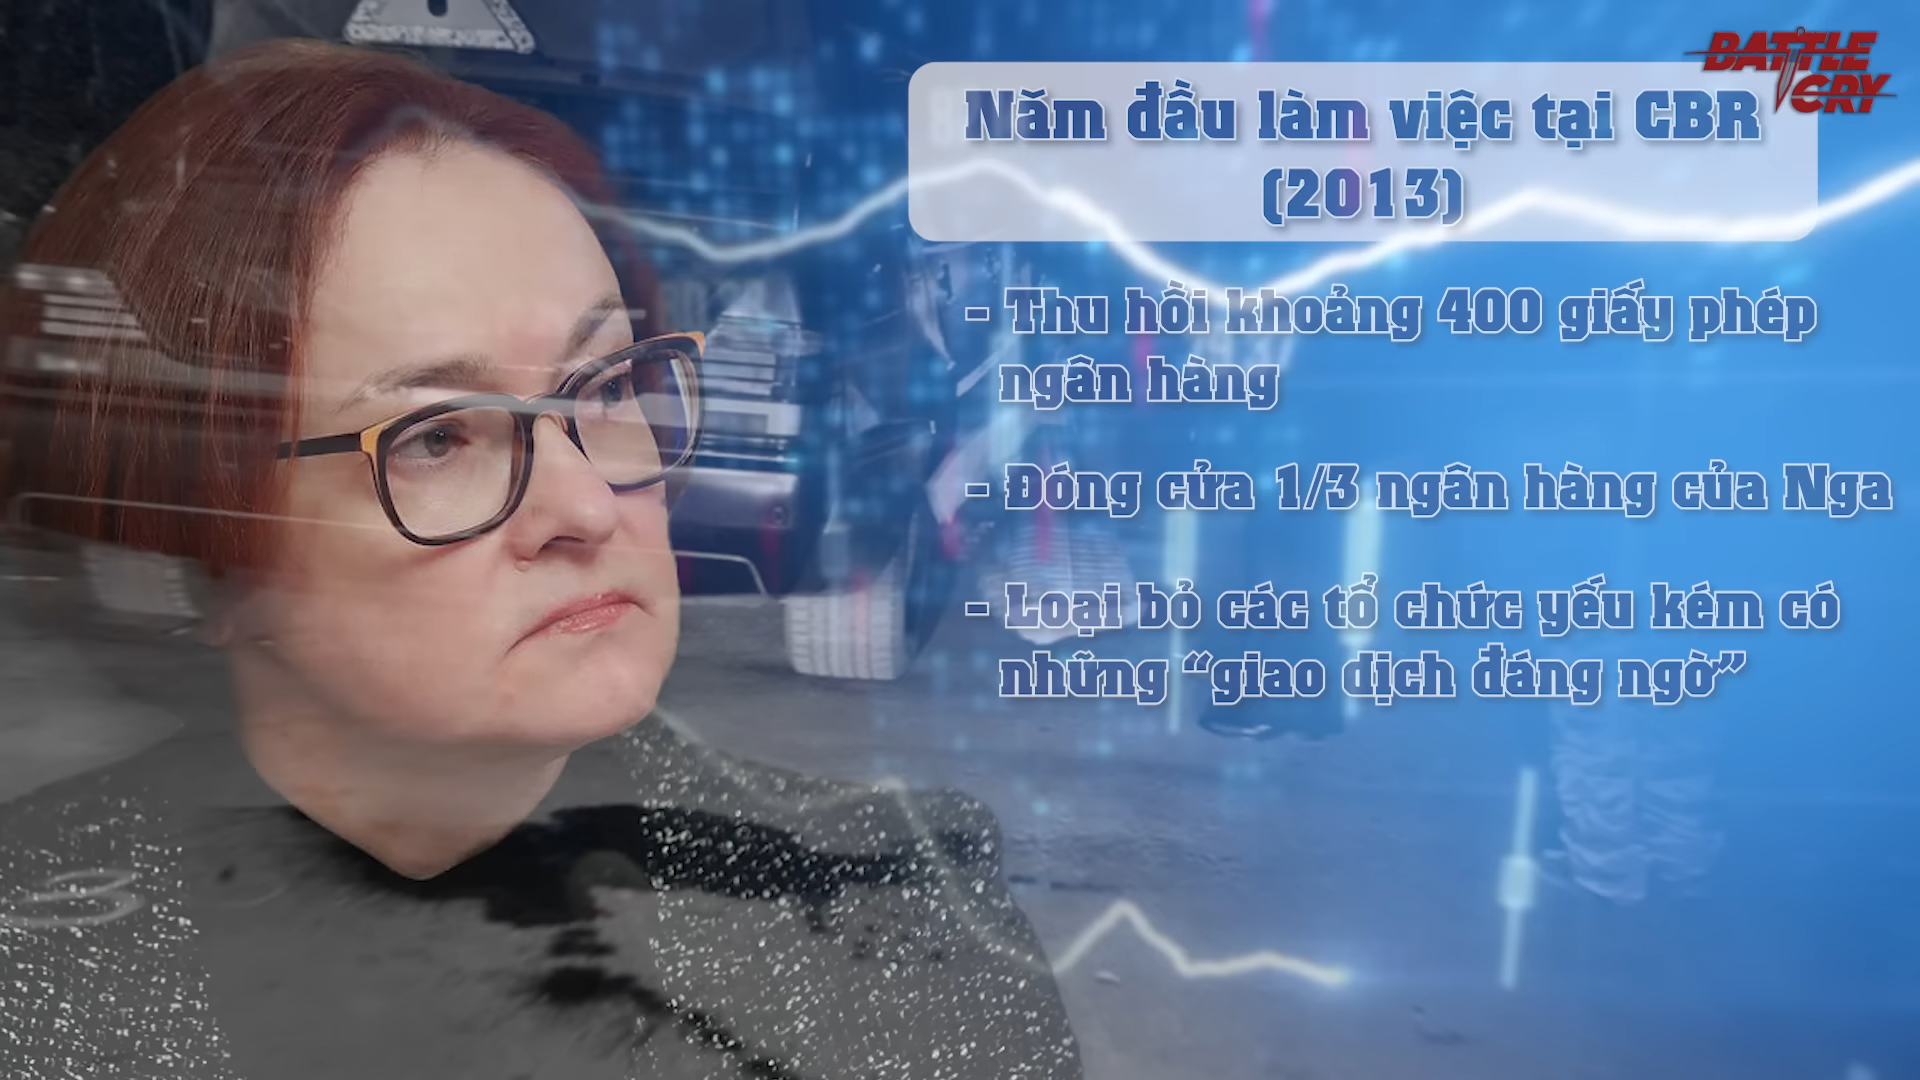 BATTLE
CRY
Năm đầu làm việc tại CBR
(2013)
- Thu hồi khoảng 400 giấy phép
ngân hàng
- Đóng cửa 1/3 ngân hàng của Nga
- Loại bỏ các tổ chức yếu kém có
những “giao dịch đáng ngờ”